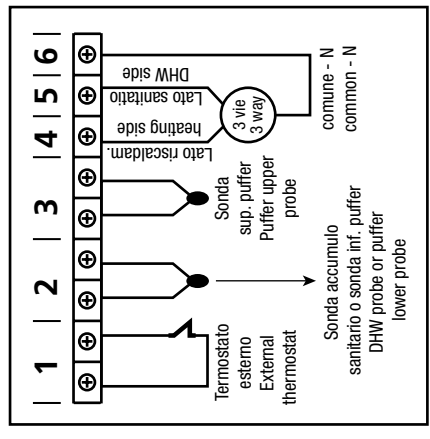 1 2 3 4 5 6
Termostato
esterno
External
thermostat
Sonda accumulo
sanitario o sonda inf. puffer
DHW probe or puffer
lower probe
Sonda
sup. puffer
Puffer upper
probe
Lato riscaldam.
heating side
Lato sanitatio
DHW side
3 vie
3 way
comune - N
common - N